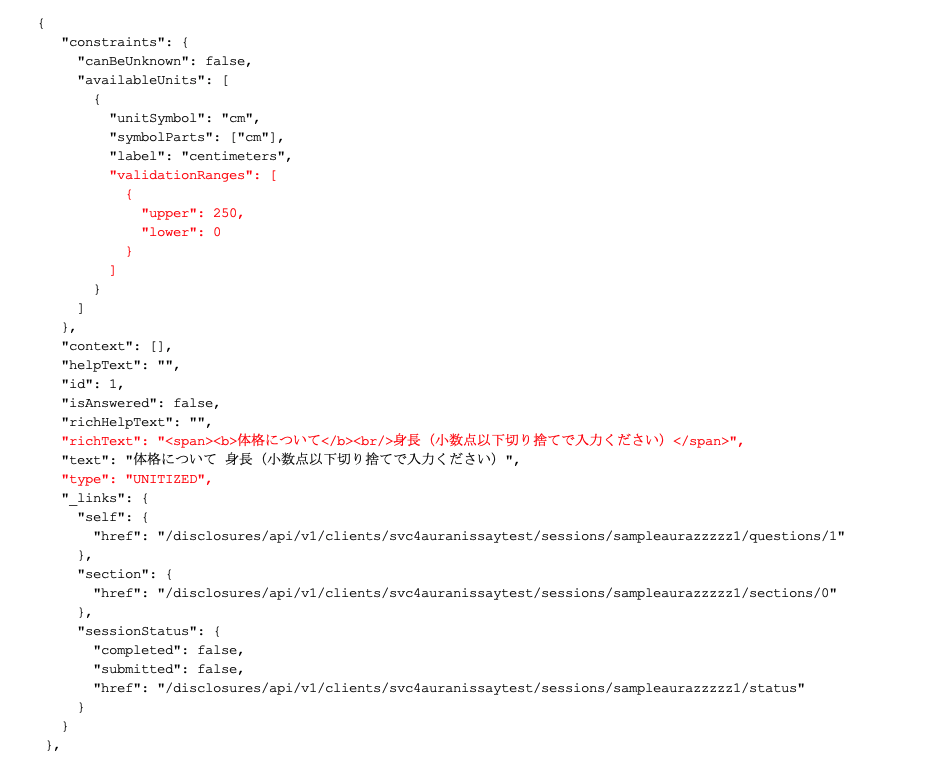 {
"constraints": {
"canBeUnknown": false,
"availableUnits": [
{
"unitSymbol": "cm",
"symbolParts": ["cm"],
"label": "centimeters",
"validationRanges": [
{
"upper": 250,
"lower": 0
}
]
}
]
},
"context": [],
"helpText": "",
"id": 1,
"isAnswered": false,
"richHelpText": "",
"richText": "<span><b>体格について</b><br/>身長（小数点以下切り捨てで入力ください）</span>",
"text": "体格について 身長（小数点以下切り捨てで入力ください）",
"type": "UNITIZED",
"_links": {
"self": {
"href": "/disclosures/api/v1/clients/svc4auranissaytest/sessions/sampleaurazzzzz1/questions/1"
},
"section": {
"href": "/disclosures/api/v1/clients/svc4auranissaytest/sessions/sampleaurazzzzz1/sections/0"
},
"sessionStatus": {
"completed": false,
"submitted": false,
"href": "/disclosures/api/v1/clients/svc4auranissaytest/sessions/sampleaurazzzzz1/status"
}
}
},